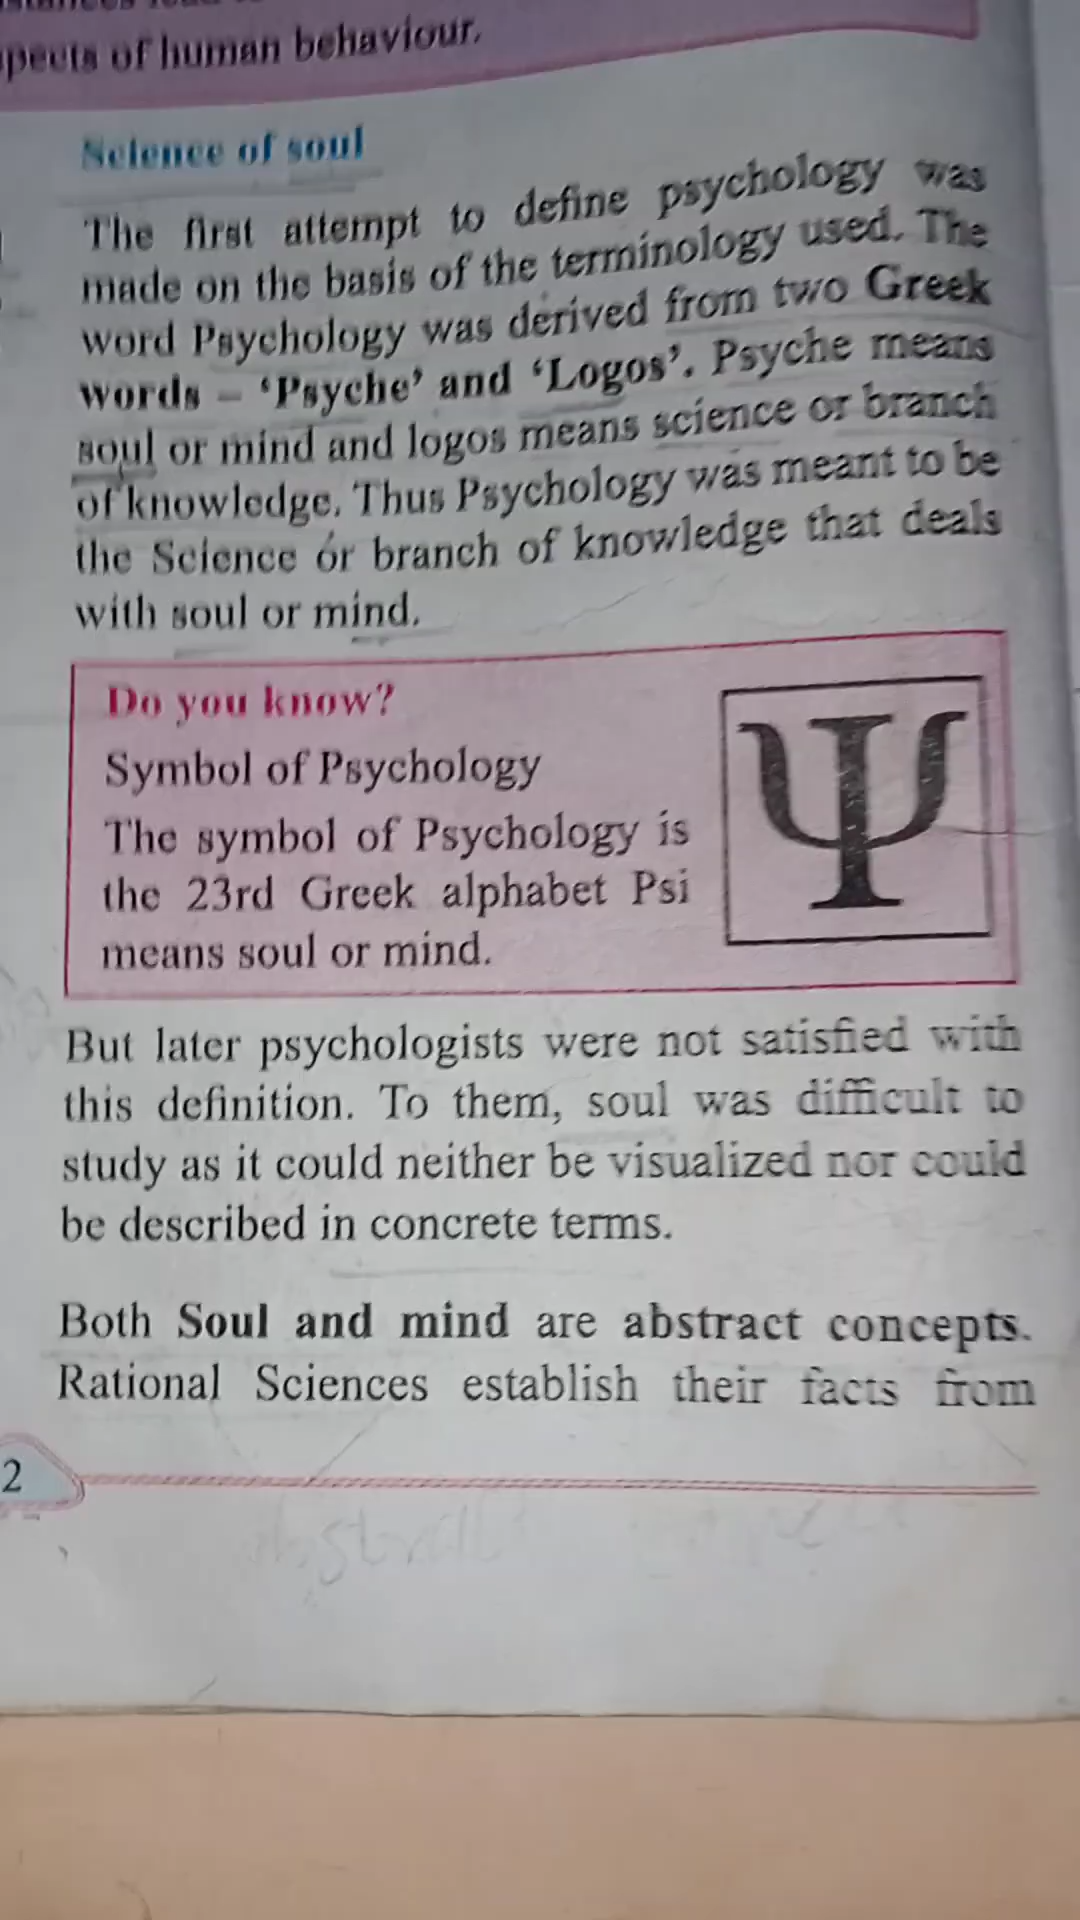 pects of human behaviour.
Science of soul
The first attempt to define psychology was
made on the basis of the terminology used. The
word Psychology was derived from two Greek
words – ‘Psyche’ and ‘Logos’. Psyche means
soul or mind and logos means science or branch
of knowledge. Thus Psychology was meant to be
the Science or branch of knowledge that deals
with soul or mind.
Do you know?
Symbol of Psychology
The symbol of Psychology is
the 23rd Greek alphabet Psi
means soul or mind.
Ψ
But later psychologists were not satisfied with
this definition. To them, soul was difficult to
study as it could neither be visualized nor could
be described in concrete terms.
Both Soul and mind are abstract concepts.
Rational Sciences establish their facts from
2